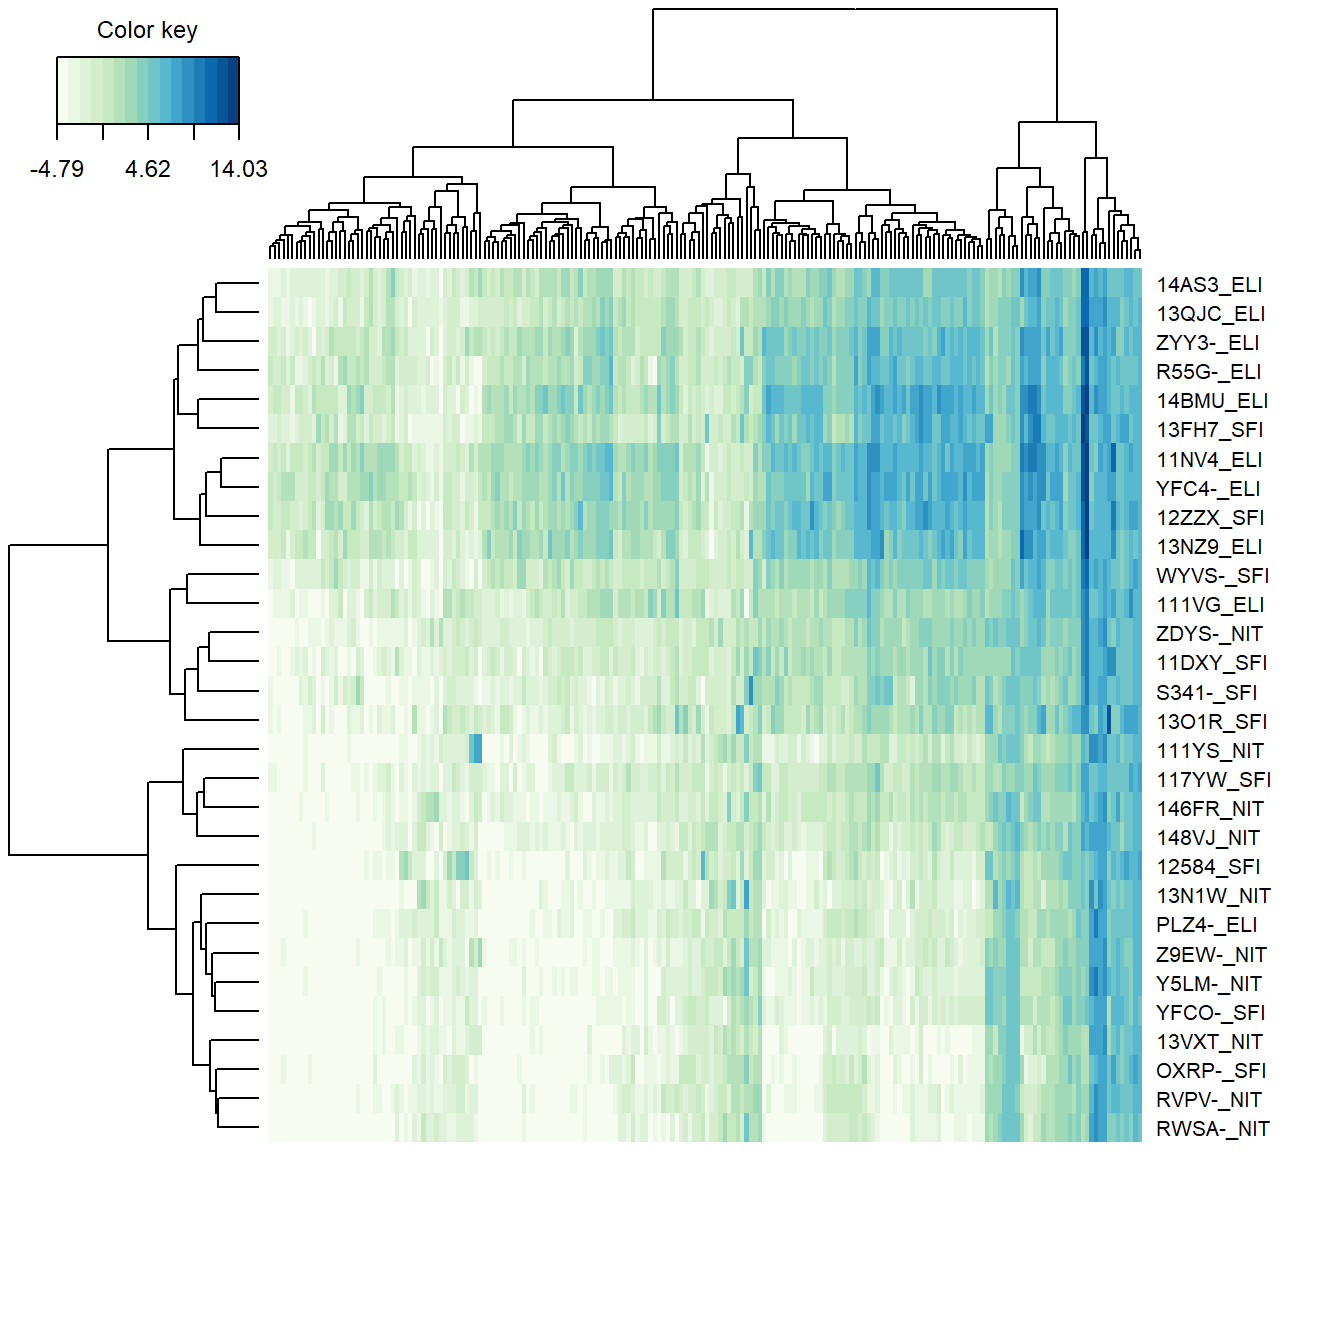 Color key
-4.79 4.62 14.03
14AS3_ELI
13QJC_ELI
ZYY3-_ELI
R55G-_ELI
14BMU_ELI
13FH7_SFI
11NV4_ELI
YFC4-_ELI
12ZZX_SFI
13NZ9_ELI
WYVS-_SFI
111VG_ELI
ZDYS-_NIT
11DXY_SFI
S341-_SFI
13O1R_SFI
111YS_NIT
117YW_SFI
146FR_NIT
148VJ_NIT
12584_SFI
13N1W_NIT
PLZ4-_ELI
Z9EW-_NIT
Y5LM-_NIT
YFCO-_SFI
13VXT_NIT
OXRP-_SFI
RVPV-_NIT
RWSA-_NIT